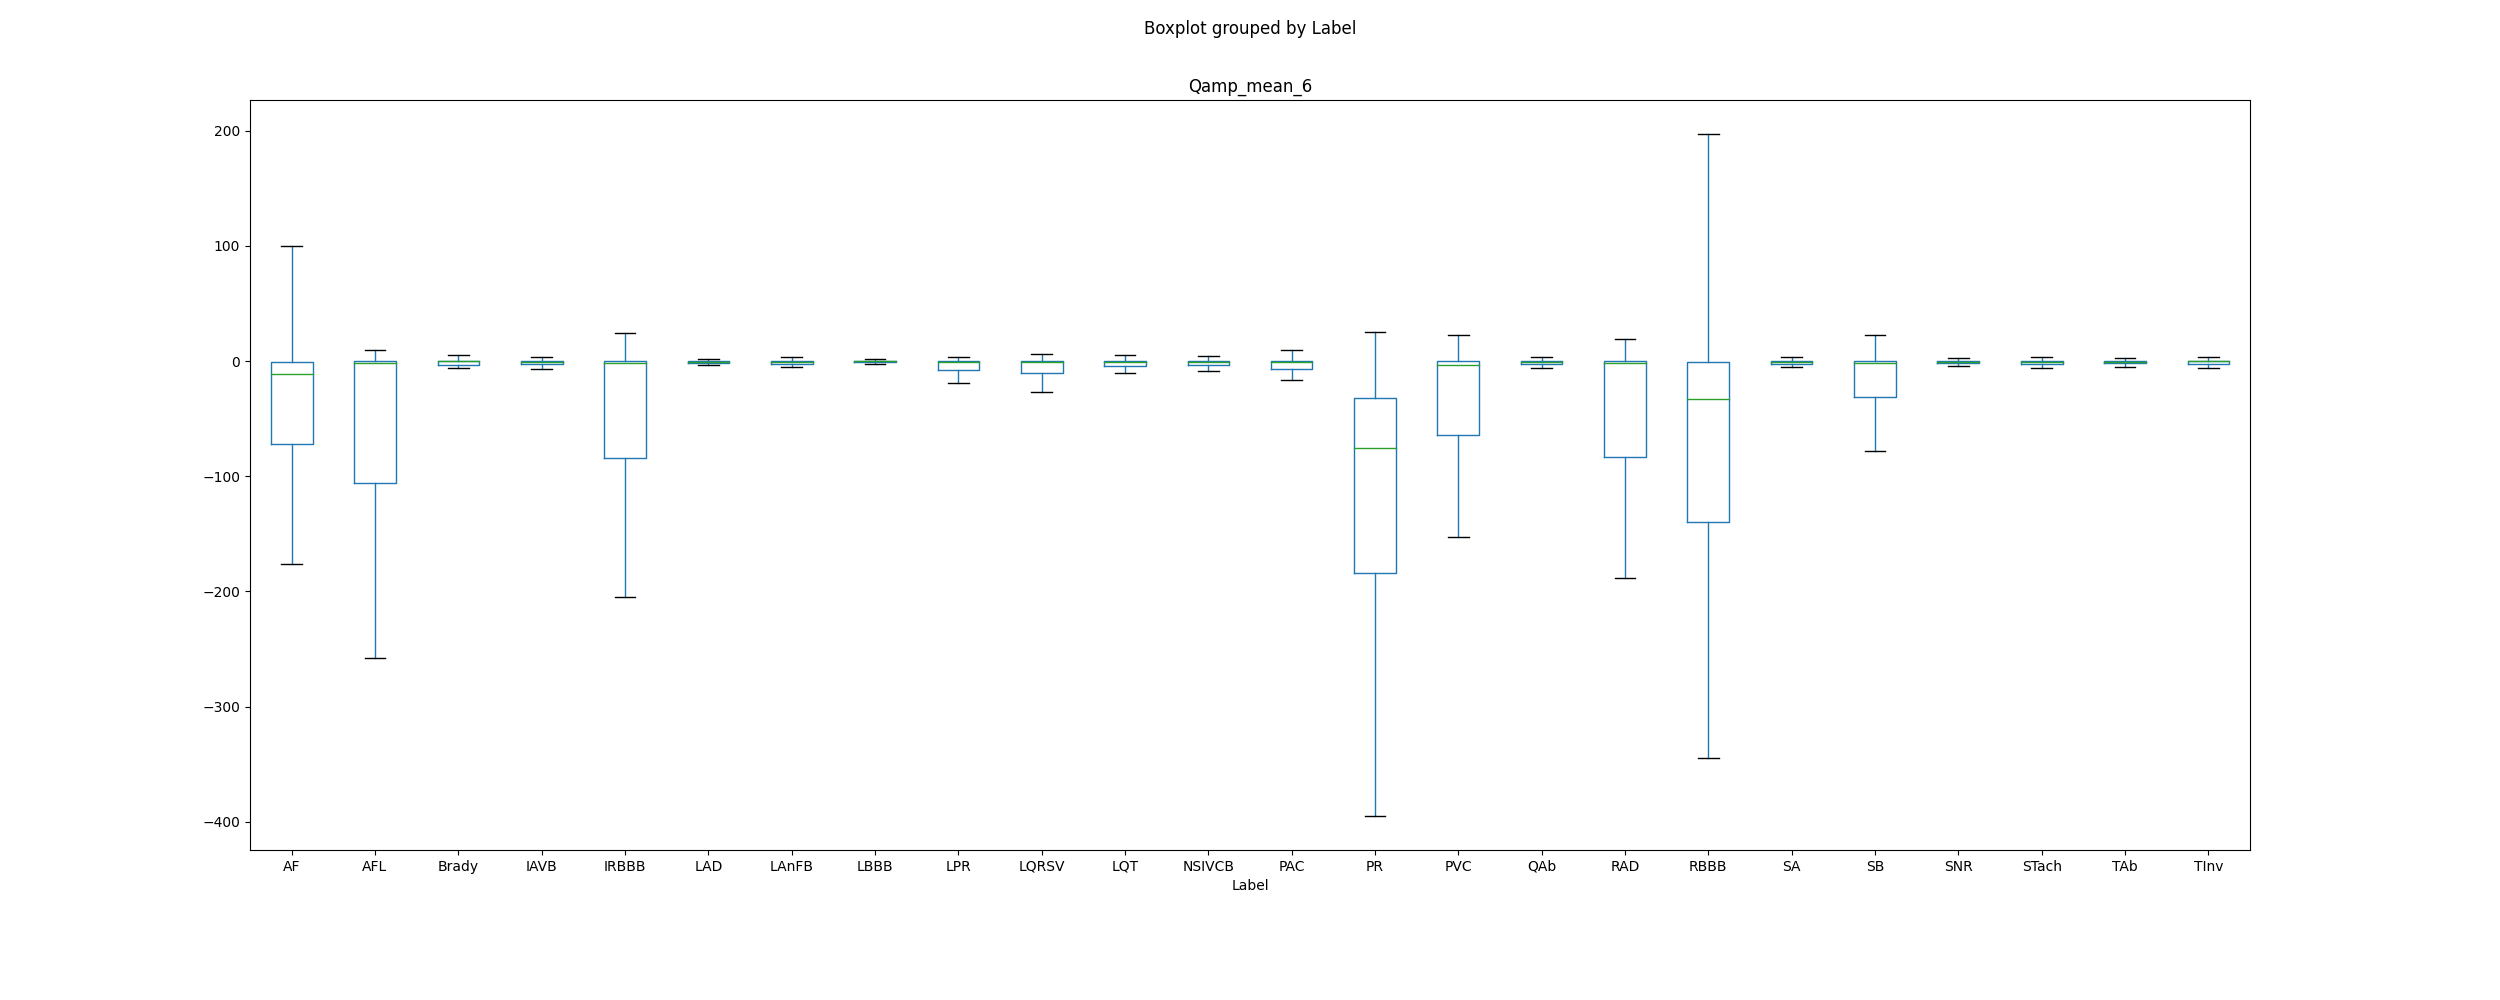 Boxplot grouped by Label
Qamp_mean_6
200
100
0
−100
−200
−300
−400
AF AFL Brady IAVB IRBBB LAD LAnFB LBBB LPR LQRSV LQT NSIVCB PAC PR PVC QAb RAD RBBB SA SB SNR STach TAb TInv
Label